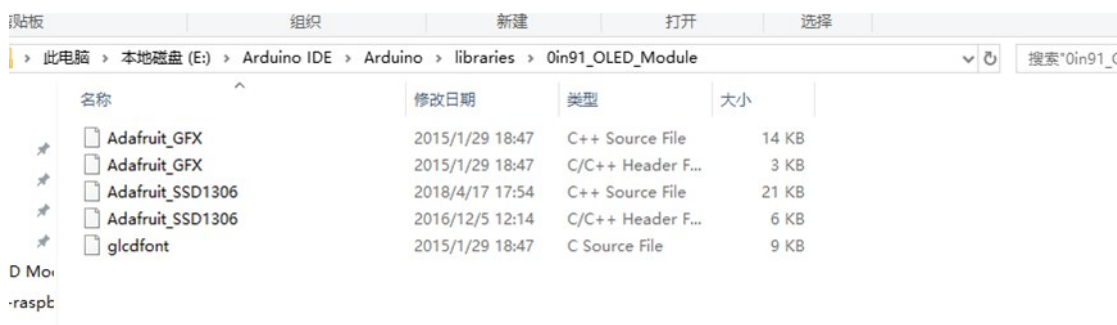 剪贴板 组织 新建 打开 选择
› 此电脑 › 本地磁盘 (E:) › Arduino IDE › Arduino › libraries › 0in91_OLED_Module 搜索"0in91_
名称 修改日期 类型 大小
Adafruit_GFX 2015/1/29 18:47 C++ Source File 14 KB
Adafruit_GFX 2015/1/29 18:47 C/C++ Header F... 3 KB
Adafruit_SSD1306 2018/4/17 17:54 C++ Source File 21 KB
Adafruit_SSD1306 2016/12/5 12:14 C/C++ Header F... 6 KB
glcdfont 2015/1/29 18:47 C Source File 9 KB
D Mo
-raspb